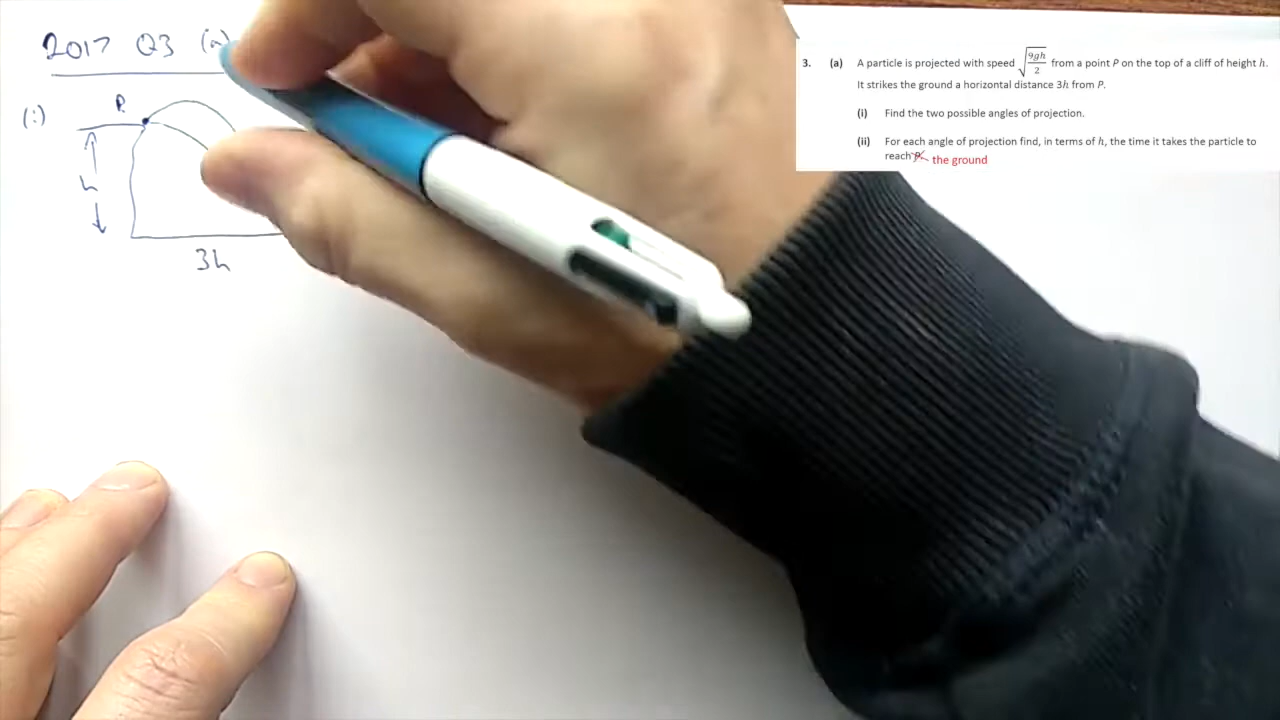 2017 Q3 (a)
(i)
P
h
3h
3. (a) A particle is projected with speed √(9gh/2) from a point P on the top of a cliff of height h.
It strikes the ground a horizontal distance 3h from P.
(i) Find the two possible angles of projection.
(ii) For each angle of projection find, in terms of h, the time it takes the particle to
reach the ground